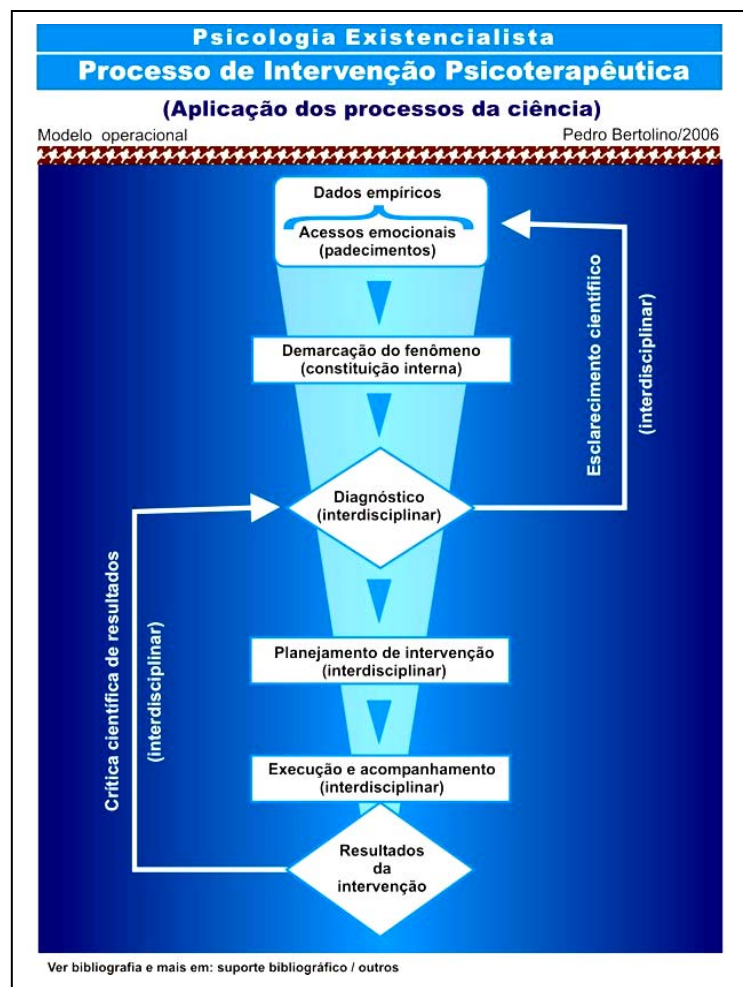 Psicologia Existencialista
Processo de Intervenção Psicoterapêutica
(Aplicação dos processos da ciência)
Modelo operacional
Pedro Bertolino/2006
Dados empíricos
Acessos emocionais
(padecimentos)
Esclarecimento científiico
(interdisciplinar)
Demarcação do fenômeno
(constituição interna)
Diagnóstico
(interdisciplinar)
Crítica científica de resultados
(interdisciplinar)
Planejamento de intervenção
(interdisciplinar)
Execução e acompanhamento
(interdisciplinar)
Resultados
da
intervenção
Ver bibliografia e mais em: suporte bibliográfico / outros